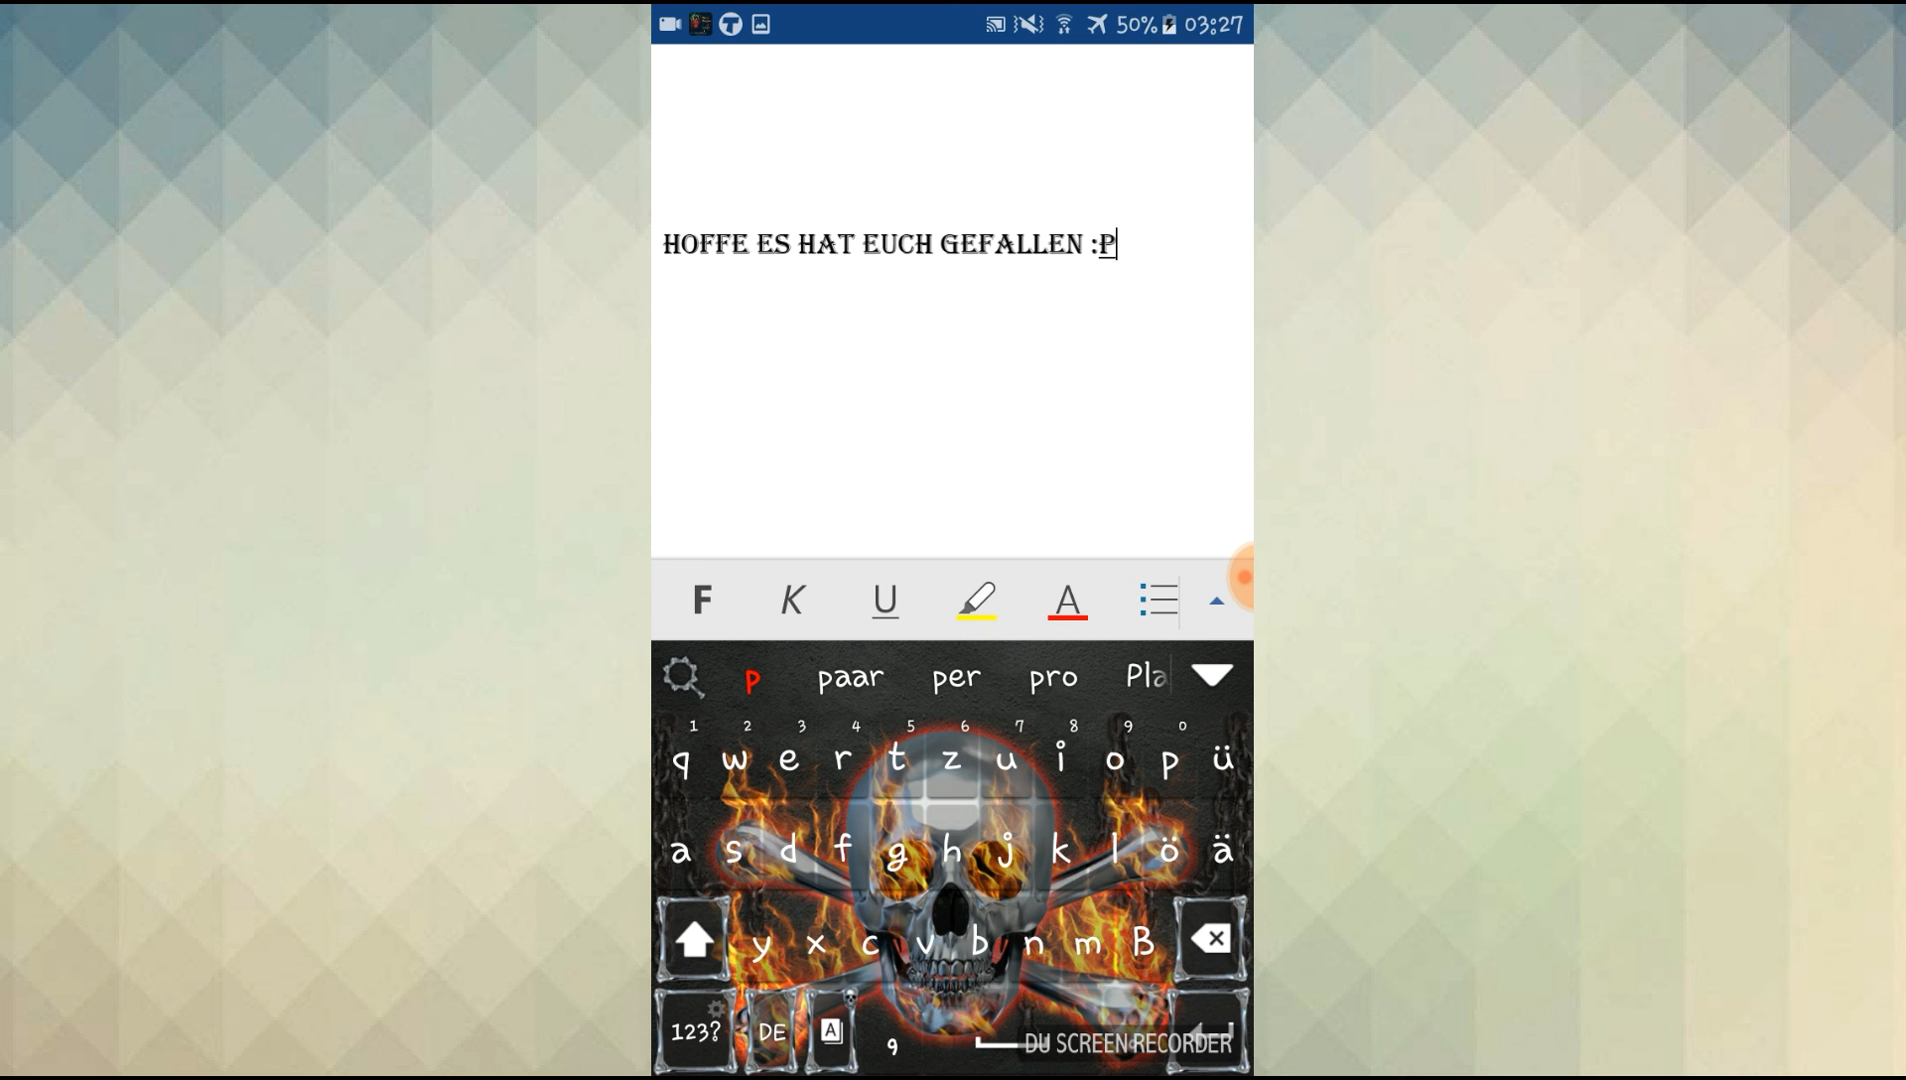 50% 03:27
HOFFE ES HAT EUCH GEFALLEN :P
F K U A
p paar per pro Pla
1 2 3 4 5 6 7 8 9 0
q w e r t z u i o p ü
a s d f g h j k l ö ä
y x c v b n m ß
123? DE A , DU SCREEN RECORDER